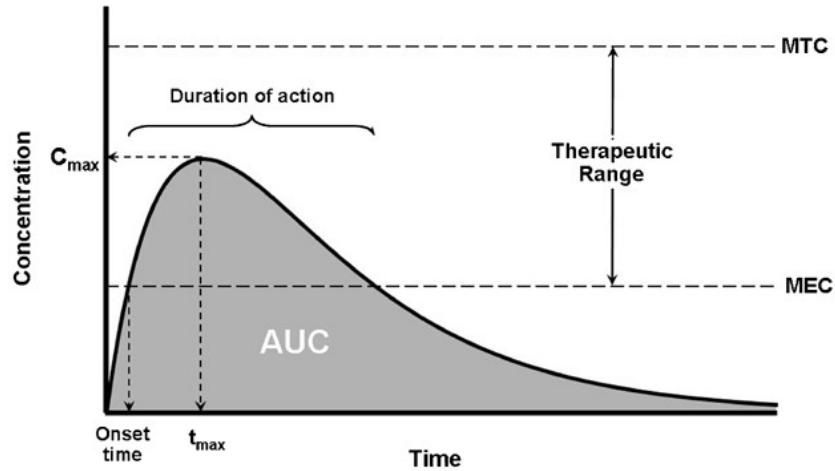 MTC
Duration of action
Cmax
Therapeutic
Range
Concentration
MEC
AUC
Onset
time
tmax
Time